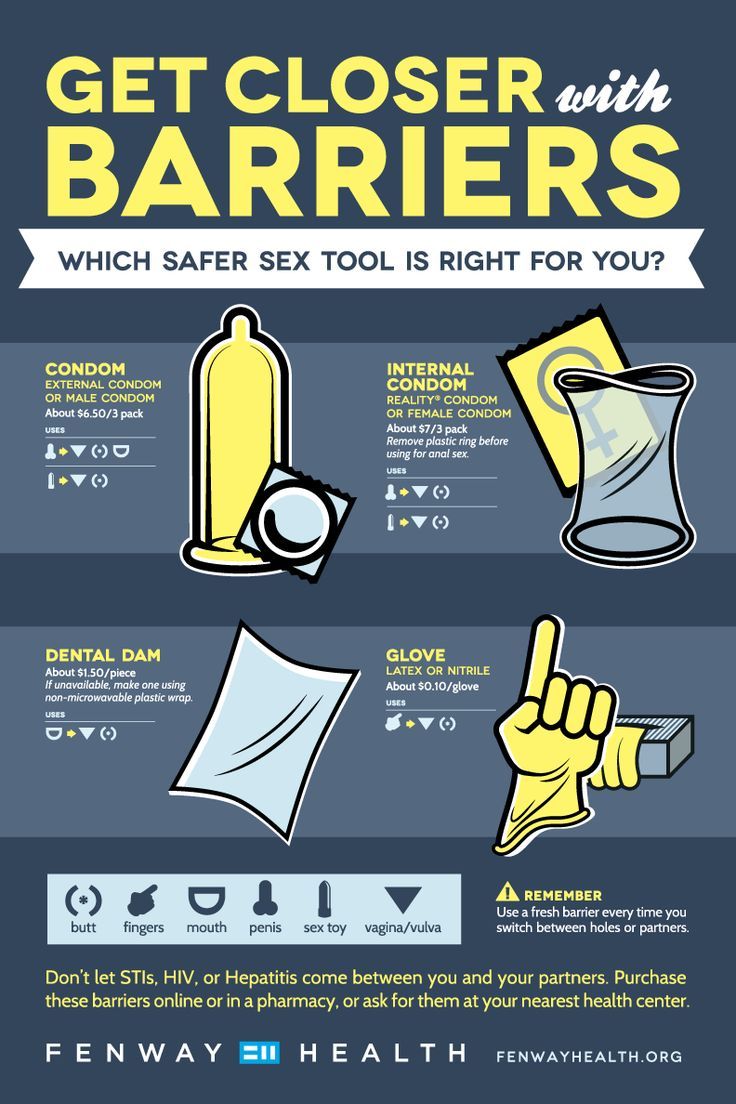 GET CLOSER with
BARRIERS
WHICH SAFER SEX TOOL IS RIGHT FOR YOU?
CONDOM
EXTERNAL CONDOM
OR MALE CONDOM
About $6.50/3 pack
USES
INTERNAL
CONDOM
REALITY® CONDOM
OR FEMALE CONDOM
About $7/3 pack
Remove plastic ring before
using for anal sex.
USES
DENTAL DAM
About $1.50/piece
If unavailable, make one using
non-microwavable plastic wrap.
USES
GLOVE
LATEX OR NITRILE
About $0.10/glove
USES
butt fingers mouth penis sex toy vagina/vulva
REMEMBER
Use a fresh barrier every time you
switch between holes or partners.
Don't let STIs, HIV, or Hepatitis come between you and your partners. Purchase
these barriers online or in a pharmacy, or ask for them at your nearest health center.
FENWAY HEALTH FENWAYHEALTH.ORG